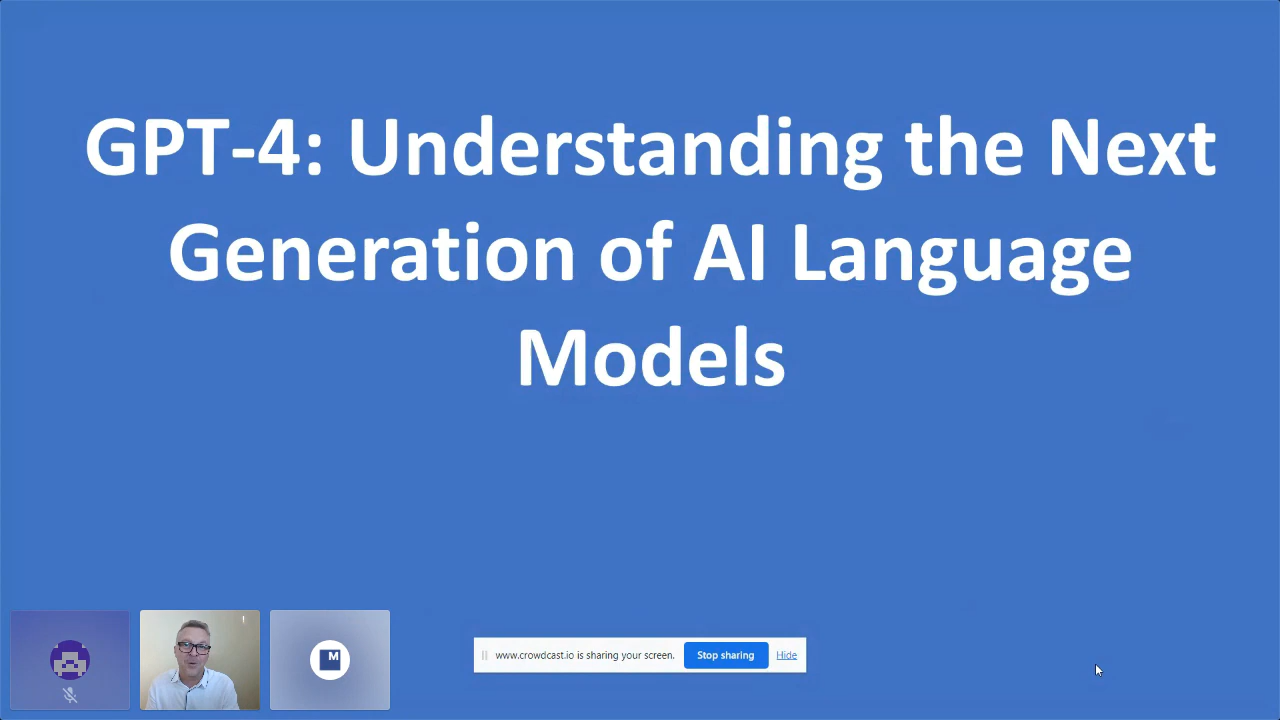 GPT-4: Understanding the Next
Generation of AI Language
Models
M
www.crowdcast.io is sharing your screen. Stop sharing Hide